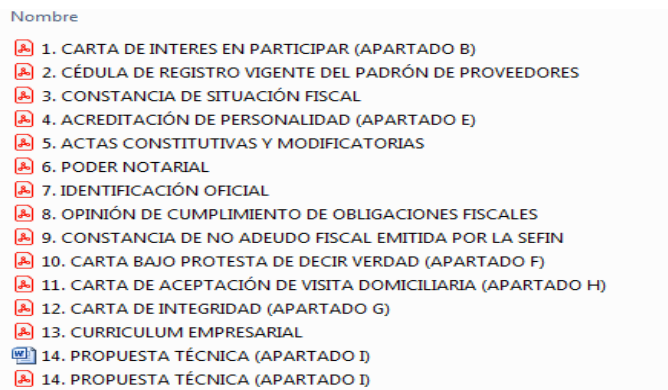 Nombre
1. CARTA DE INTERES EN PARTICIPAR (APARTADO B)
2. CÉDULA DE REGISTRO VIGENTE DEL PADRÓN DE PROVEEDORES
3. CONSTANCIA DE SITUACIÓN FISCAL
4. ACREDITACIÓN DE PERSONALIDAD (APARTADO E)
5. ACTAS CONSTITUTIVAS Y MODIFICATORIAS
6. PODER NOTARIAL
7. IDENTIFICACIÓN OFICIAL
8. OPINIÓN DE CUMPLIMIENTO DE OBLIGACIONES FISCALES
9. CONSTANCIA DE NO ADEUDO FISCAL EMITIDA POR LA SEFIN
10. CARTA BAJO PROTESTA DE DECIR VERDAD (APARTADO F)
11. CARTA DE ACEPTACIÓN DE VISITA DOMICILIARIA (APARTADO H)
12. CARTA DE INTEGRIDAD (APARTADO G)
13. CURRICULUM EMPRESARIAL
14. PROPUESTA TÉCNICA (APARTADO I)
14. PROPUESTA TÉCNICA (APARTADO I)